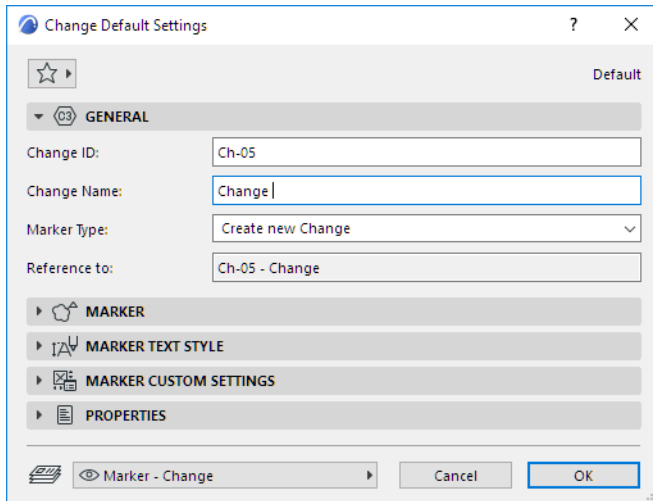 Change Default Settings ?
Default
C3 GENERAL
Change ID: Ch-05
Change Name: Change
Marker Type: Create new Change
Reference to: Ch-05 - Change
MARKER
MARKER TEXT STYLE
MARKER CUSTOM SETTINGS
PROPERTIES
Marker - Change Cancel OK